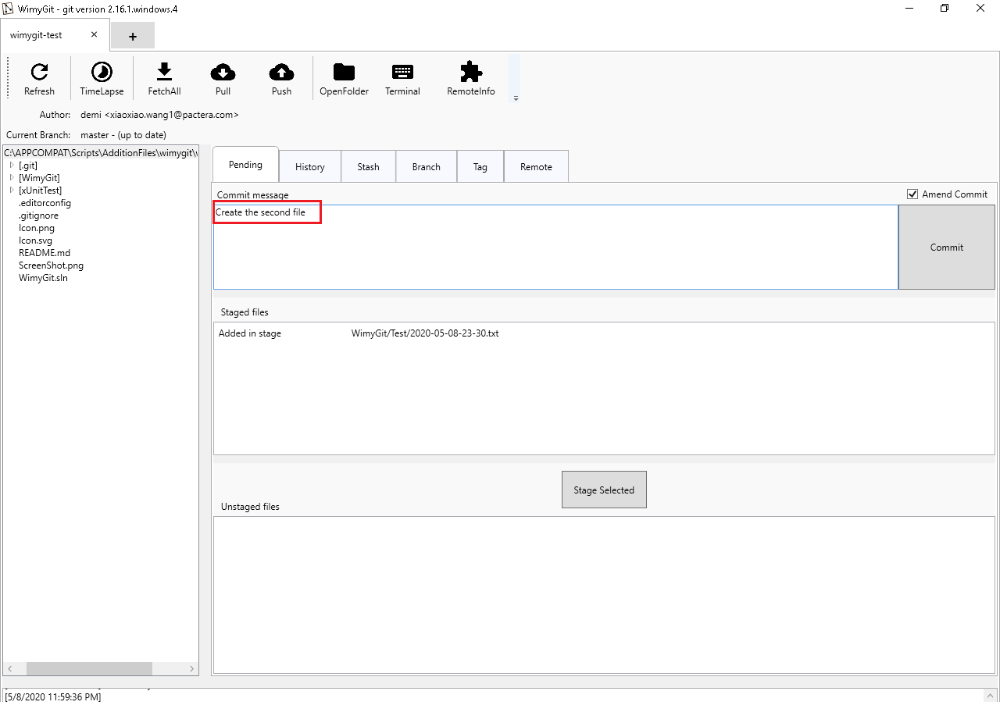 WimyGit - git version 2.16.1.windows.4
wimygit-test
+
Refresh TimeLapse FetchAll Pull Push OpenFolder Terminal RemoteInfo
Author: demi <xiaoxiao.wang1@pactera.com>
Current Branch: master - (up to date)
C:\APPCOMPAT\Scripts\AdditionFiles\wimygit\
[.git]
[WimyGit]
[xUnitTest]
.editorconfig
.gitignore
Icon.png
Icon.svg
README.md
ScreenShot.png
WimyGit.sln
Pending History Stash Branch Tag Remote
Commit message Amend Commit
Create the second file
Commit
Staged files
Added in stage WimyGit/Test/2020-05-08-23-30.txt
Stage Selected
Unstaged files
[5/8/2020 11:59:36 PM]